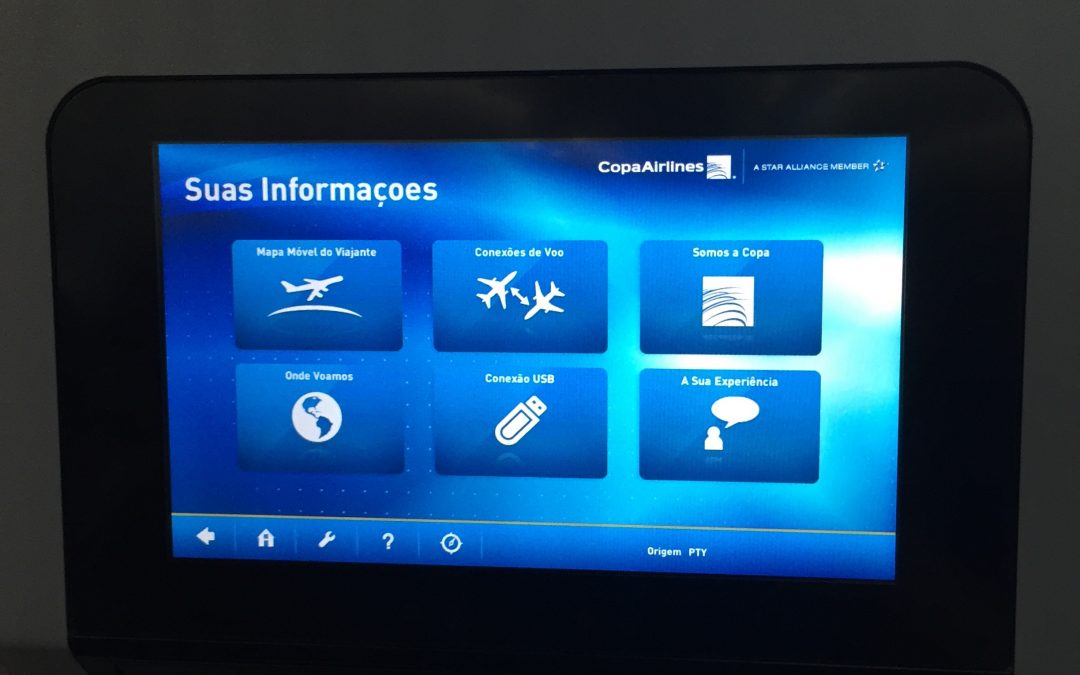 CopaAirlines
A STAR ALLIANCE MEMBER
Suas Informaçoes
Mapa Móvel do Viajante
Conexões de Voo
Somos a Copa
Onde Voamos
Conexão USB
A Sua Experiência
?
Origem PTY